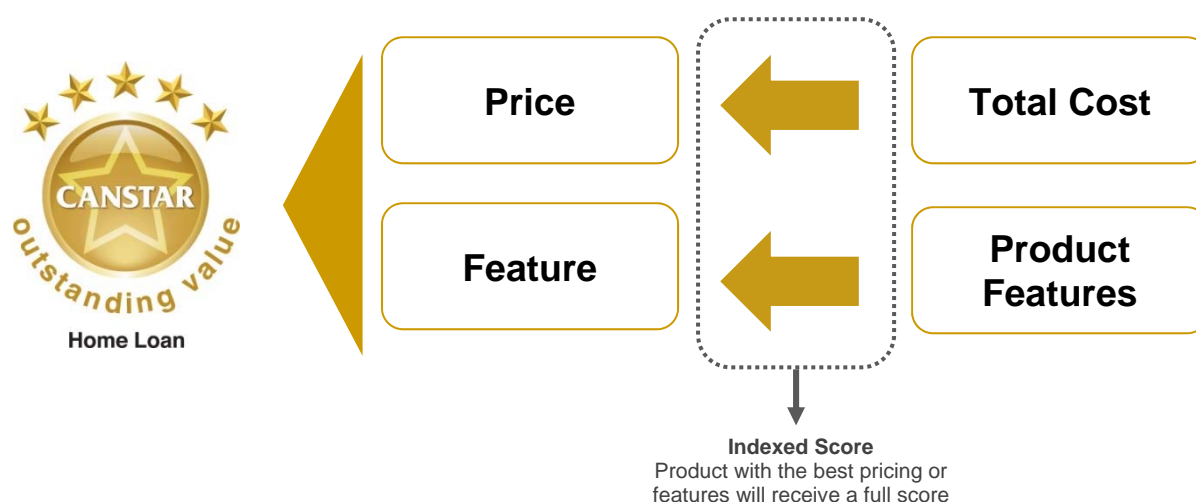 CANSTAR
outstanding value
Home Loan
Price
Feature
Total Cost
Product
Features
Indexed Score
Product with the best pricing or
features will receive a full score